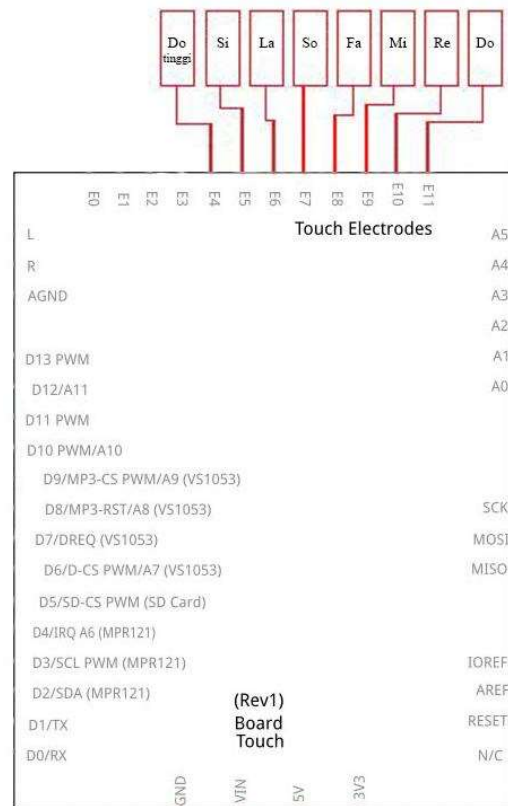 Do
tinggi
Si
La
So
Fa
Mi
Re
Do
E0
E1
E2
E3
E4
E5
E6
E7
E8
E9
E10
E11
Touch Electrodes
L
R
AGND
D13 PWM
D12/A11
D11 PWM
D10 PWM/A10
D9/MP3-CS PWM/A9 (VS1053)
D8/MP3-RST/A8 (VS1053)
D7/DREQ (VS1053)
D6/D-CS PWM/A7 (VS1053)
D5/SD-CS PWM (SD Card)
D4/IRQ A6 (MPR121)
D3/SCL PWM (MPR121)
D2/SDA (MPR121)
D1/TX
D0/RX
A5
A4
A3
A2
A1
A0
SCK
MOSI
MISO
IOREF
AREF
RESET
N/C
(Rev1)
Board
Touch
GND
VIN
5V
3V3